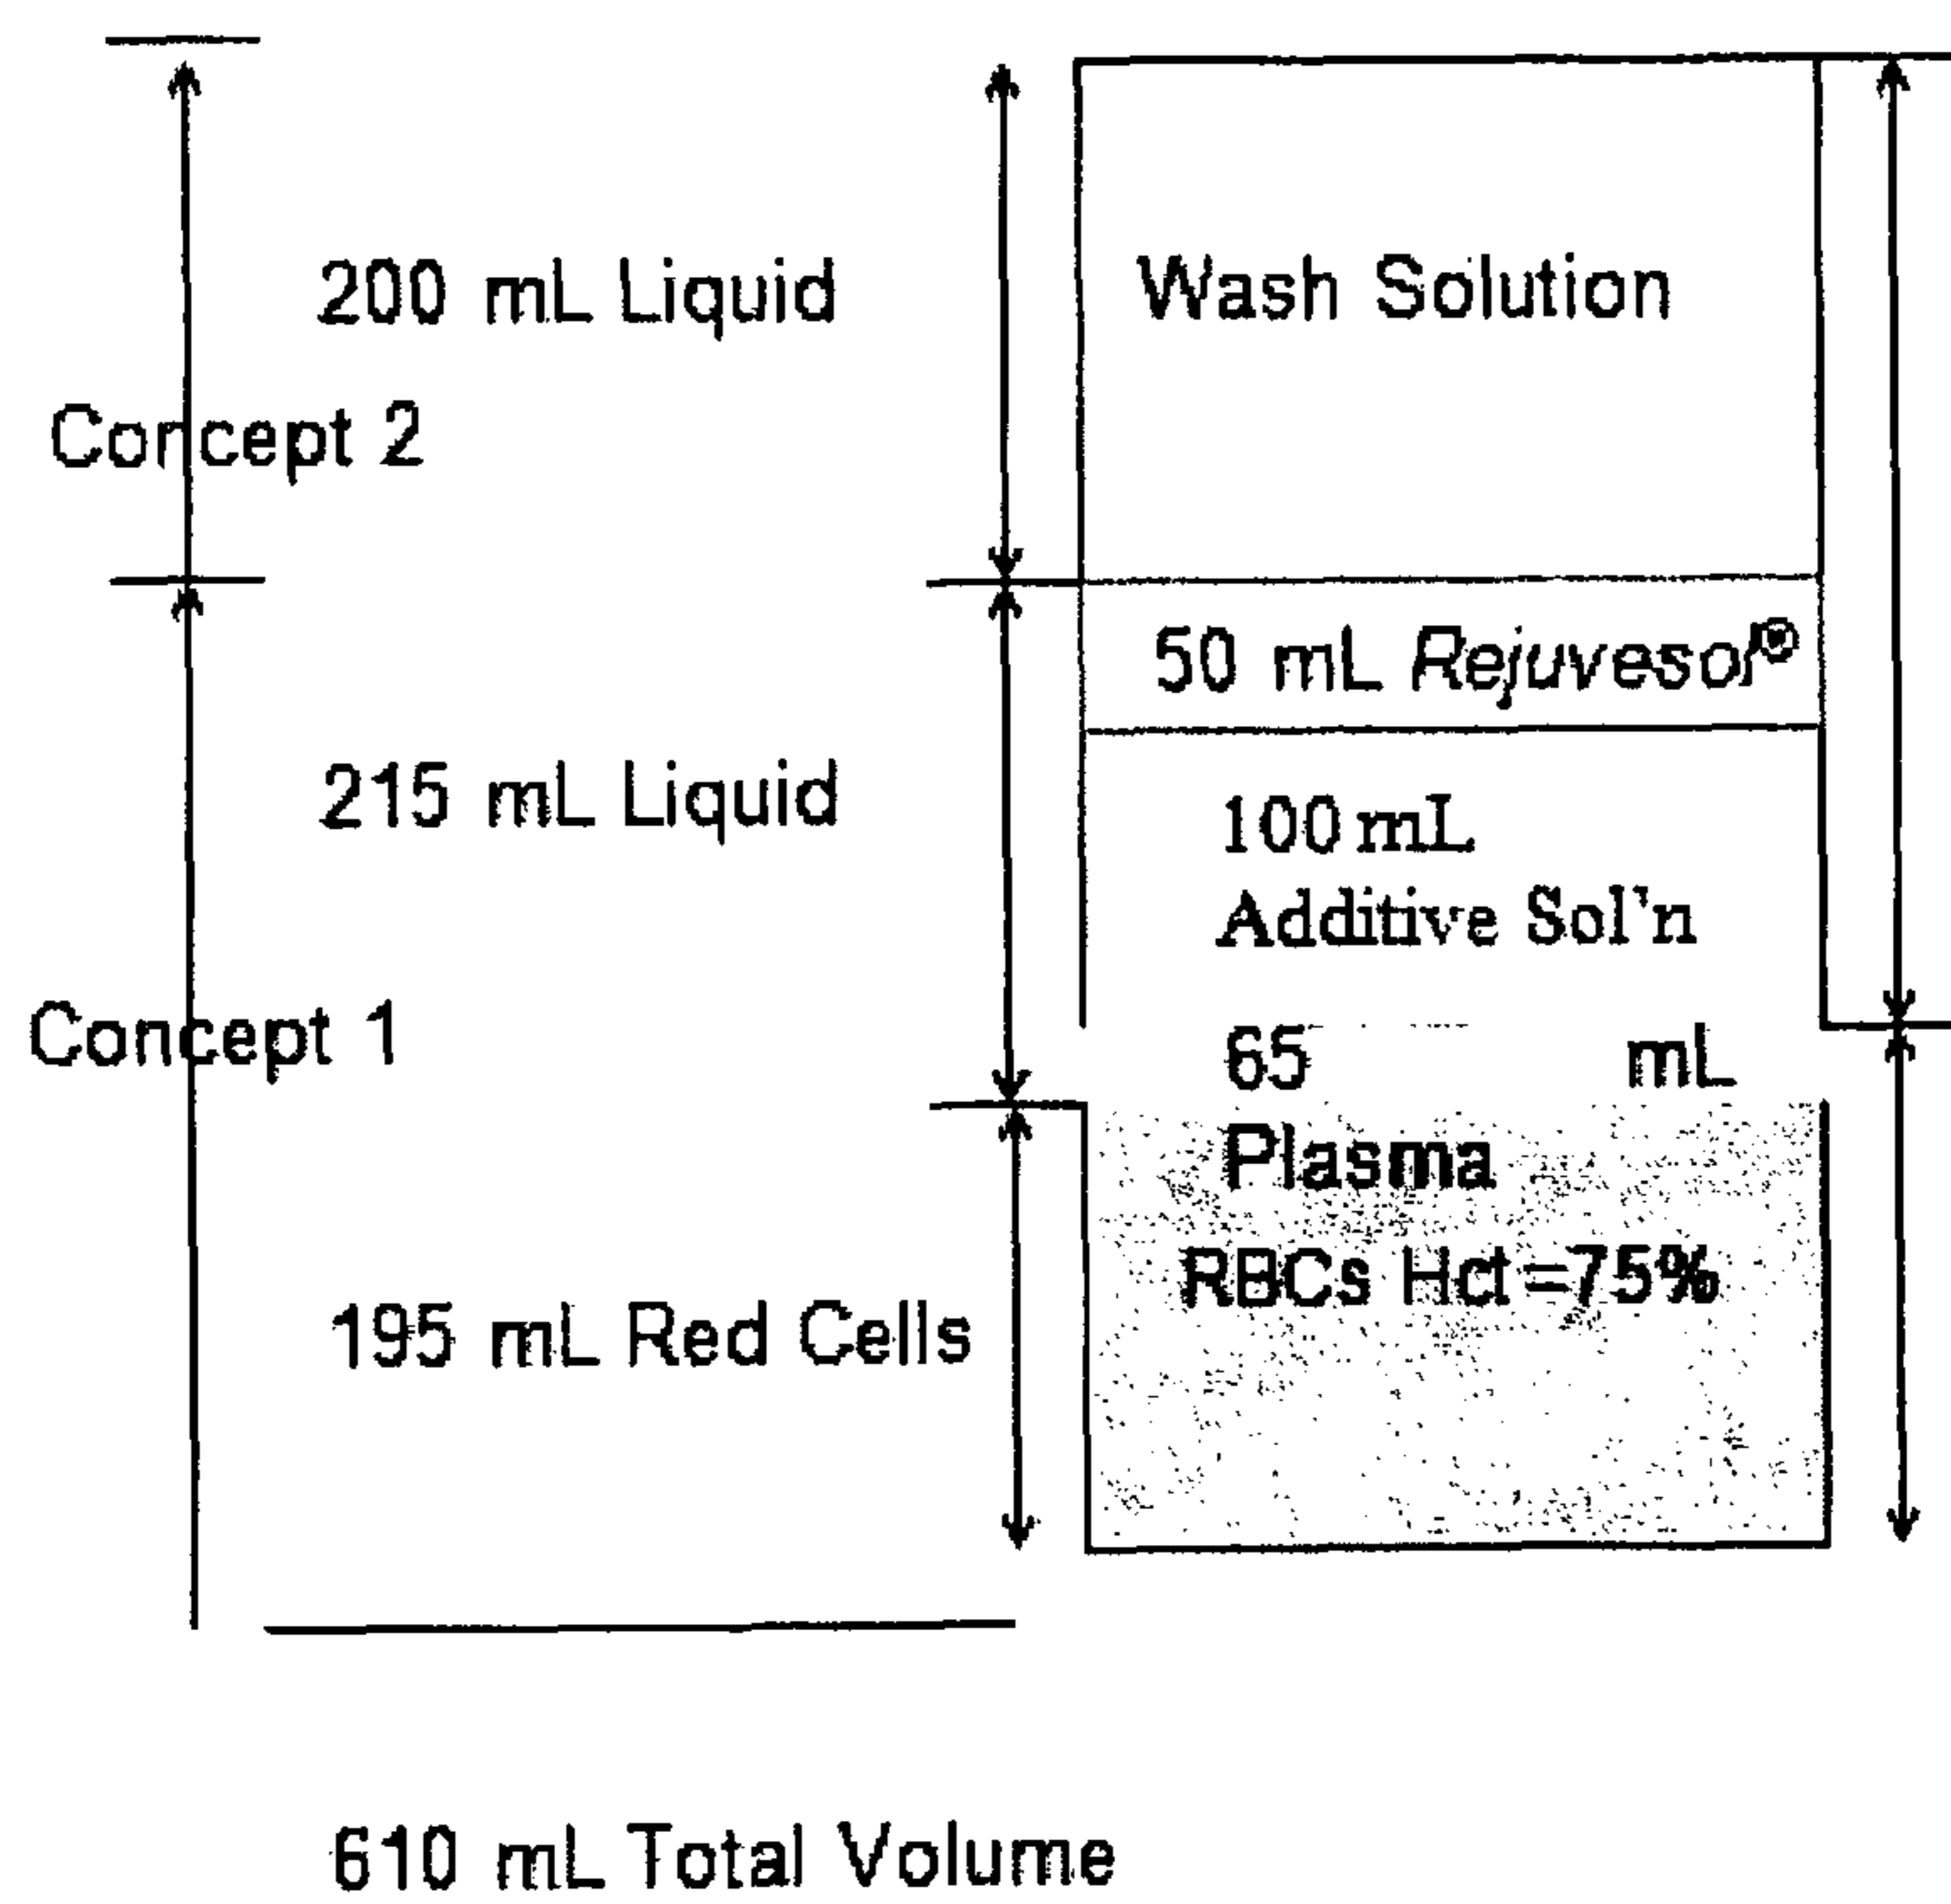 200 mL Liquid
Wash Solution
Concept 2
50 mL Rejuvesol®
215 mL Liquid
100 mL
Additive Sol'n
Concept 1
65 mL
Plasma
RBCs Hct=75%
195 mL Red Cells
610 mL Total Volume